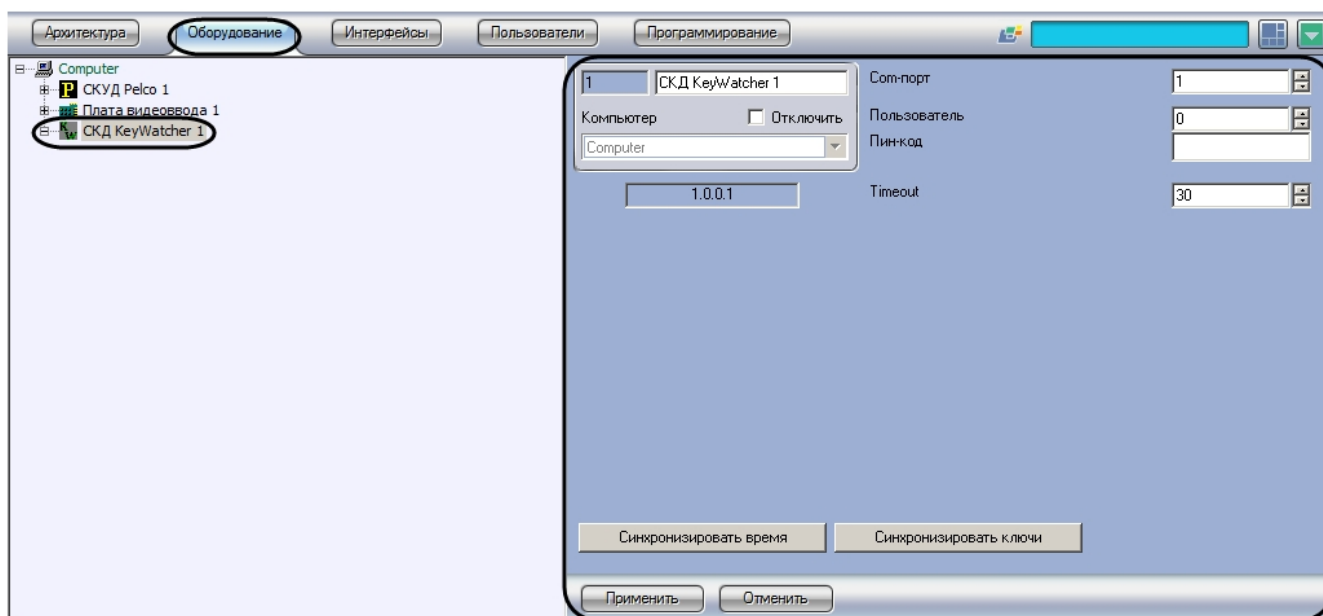 Архитектура
Оборудование
Интерфейсы
Пользователи
Программирование
Computer
СКУД Pelco 1
Плата видеоввода 1
СКД KeyWatcher 1
1
СКД KeyWatcher 1
Компьютер
Отключить
Computer
1.0.0.1
Com-порт
1
Пользователь
0
Пин-код
Timeout
30
Синхронизировать время
Синхронизировать ключи
Применить
Отменить